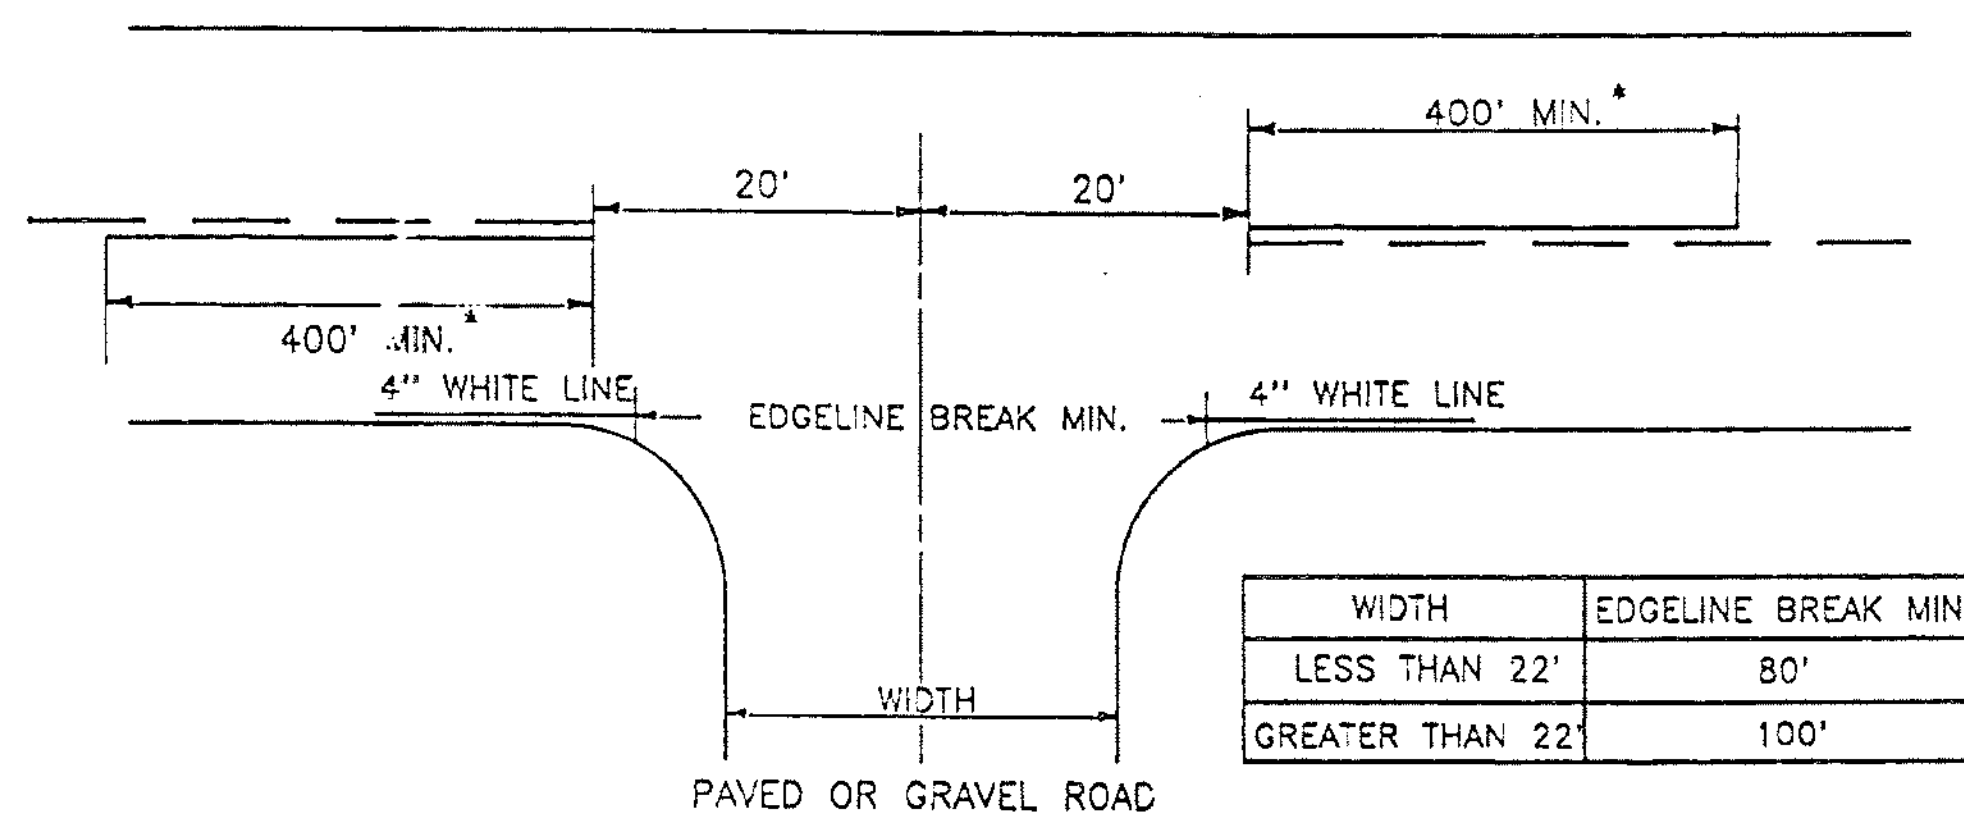 400' MIN.*
20' 20'
400' MIN.*
4" WHITE LINE
EDGELINE BREAK MIN.
4" WHITE LINE
WIDTH EDGELINE BREAK MIN
LESS THAN 22' 80'
GREATER THAN 22' 100'
WIDTH
PAVED OR GRAVEL ROAD